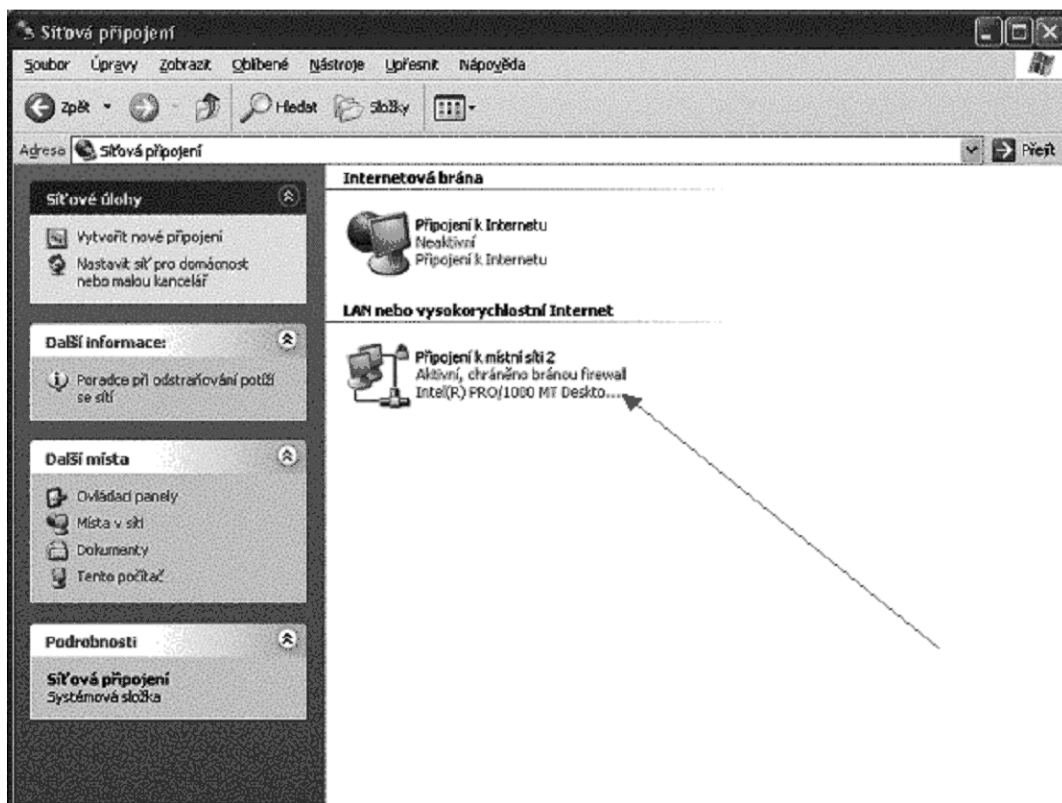 Síťová připojení
Soubor Úpravy Zobrazit Oblíbené Nástroje Upřesnit Nápověda
Zpět Hledat Složky
Adresa Síťová připojení Přejít
Síťové úlohy
Vytvořit nové připojení
Nastavit síť pro domácnost
nebo malou kancelář
Další informace:
Poradce při odstraňování potíží
se sítí
Další místa
Ovládací panely
Místa v síti
Dokumenty
Tento počítač
Podrobnosti
Síťová připojení
Systémová složka
Internetová brána
Připojení k Internetu
Neaktivní
Připojení k Internetu
LAN nebo vysokorychlostní Internet
Připojení k místní síti 2
Aktivní, chráněno bránou firewall
Intel(R) PRO/1000 MT Deskto....